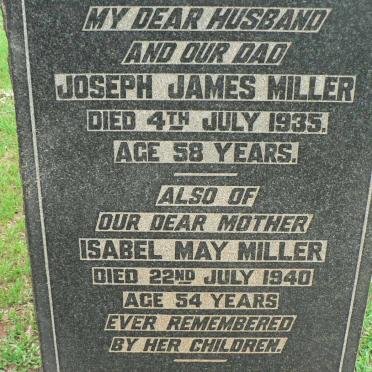 MY DEAR HUSBAND
AND OUR DAD
JOSEPH JAMES MILLER
DIED 4TH JULY 1935.
AGE 58 YEARS.
ALSO OF
OUR DEAR MOTHER
ISABEL MAY MILLER
DIED 22ND JULY 1940
AGE 54 YEARS
EVER REMEMBERED
BY HER CHILDREN.